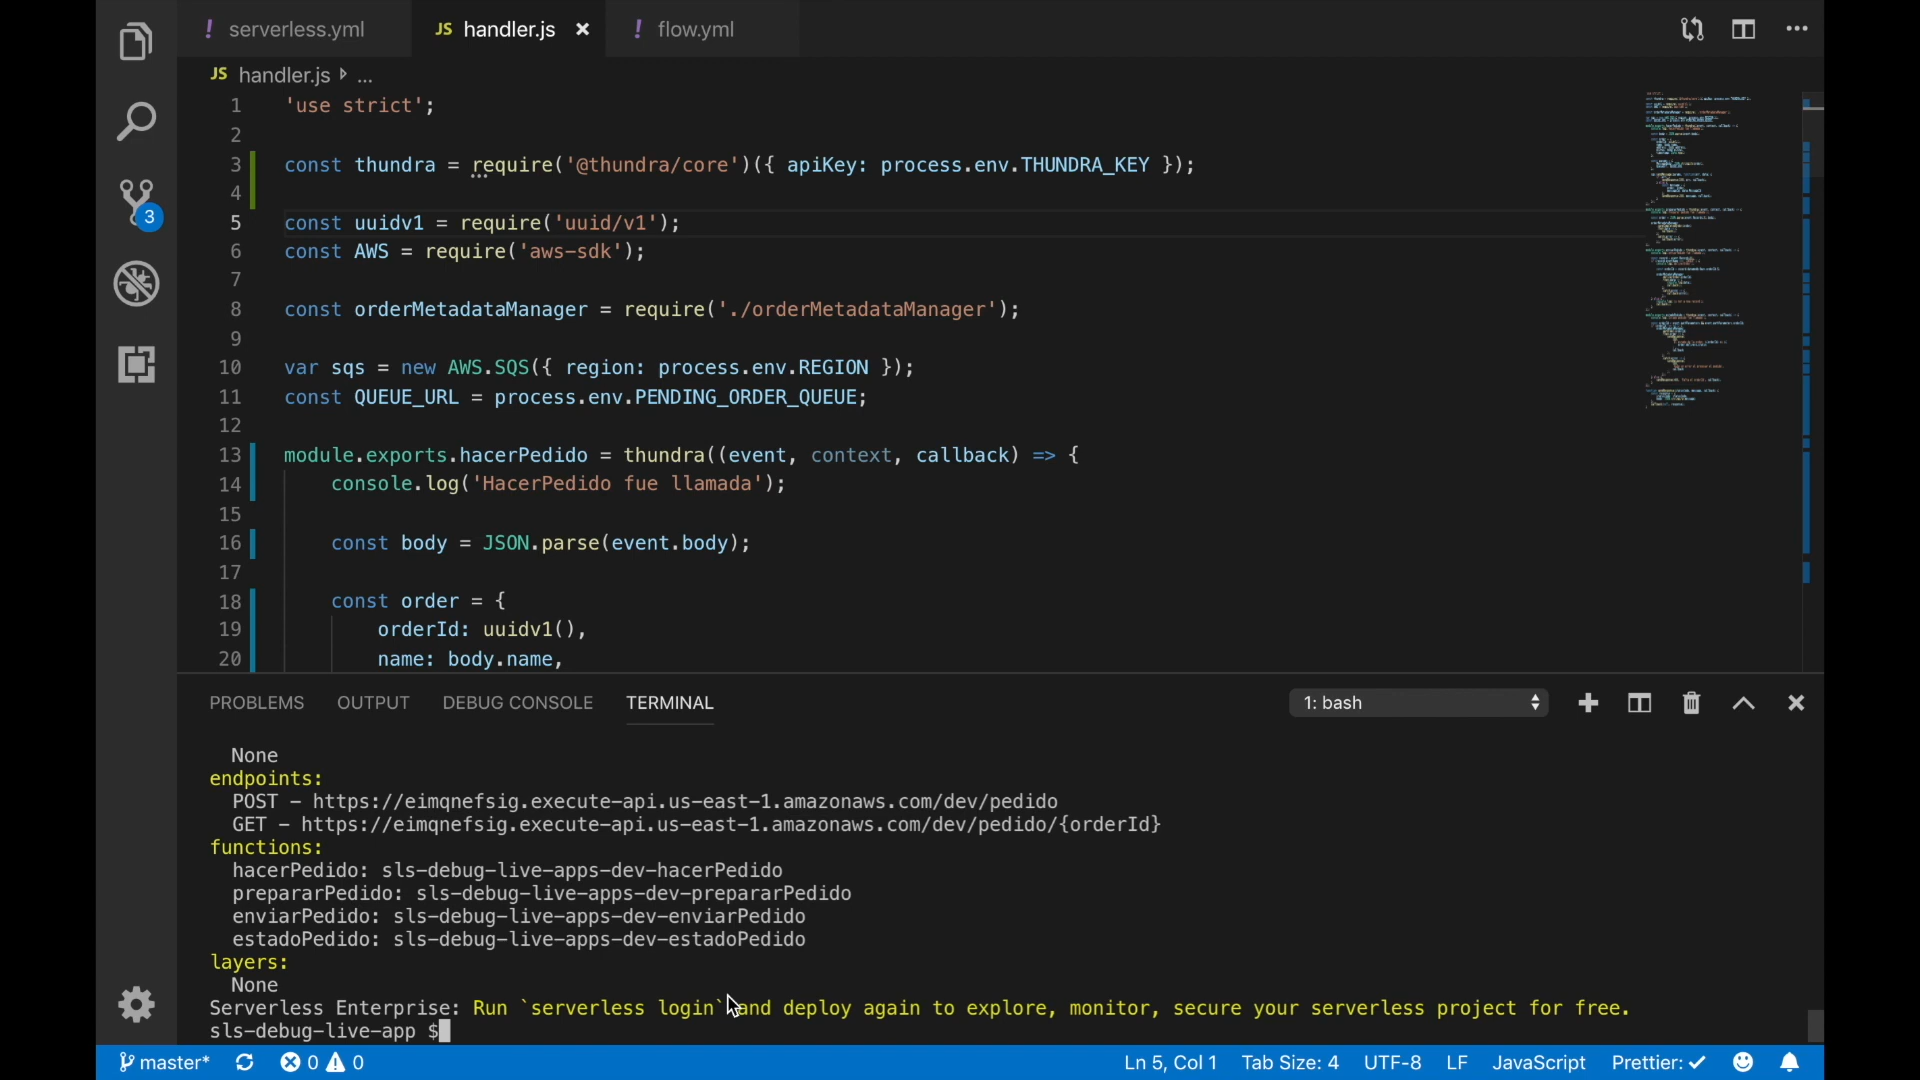 ! serverless.yml
JS handler.js ×
! flow.yml
JS handler.js ...
1 'use strict';
2
3 const thundra = require('@thundra/core')({ apiKey: process.env.THUNDRA_KEY });
4
5 const uuidv1 = require('uuid/v1');
6 const AWS = require('aws-sdk');
7
8 const orderMetadataManager = require('./orderMetadataManager');
9
10 var sqs = new AWS.SQS({ region: process.env.REGION });
11 const QUEUE_URL = process.env.PENDING_ORDER_QUEUE;
12
13 module.exports.hacerPedido = thundra((event, context, callback) => {
14 console.log('HacerPedido fue llamada');
15
16 const body = JSON.parse(event.body);
17
18 const order = {
19 orderId: uuidv1(),
20 name: body.name,
3
PROBLEMS OUTPUT DEBUG CONSOLE TERMINAL 1: bash
None
endpoints:
POST - https://eimqnefsig.execute-api.us-east-1.amazonaws.com/dev/pedido
GET - https://eimqnefsig.execute-api.us-east-1.amazonaws.com/dev/pedido/{orderId}
functions:
hacerPedido: sls-debug-live-apps-dev-hacerPedido
prepararPedido: sls-debug-live-apps-dev-prepararPedido
enviarPedido: sls-debug-live-apps-dev-enviarPedido
estadoPedido: sls-debug-live-apps-dev-estadoPedido
layers:
None
Serverless Enterprise: Run `serverless login` and deploy again to explore, monitor, secure your serverless project for free.
sls-debug-live-app $
master* 0 0 Ln 5, Col 1 Tab Size: 4 UTF-8 LF JavaScript Prettier: ✓